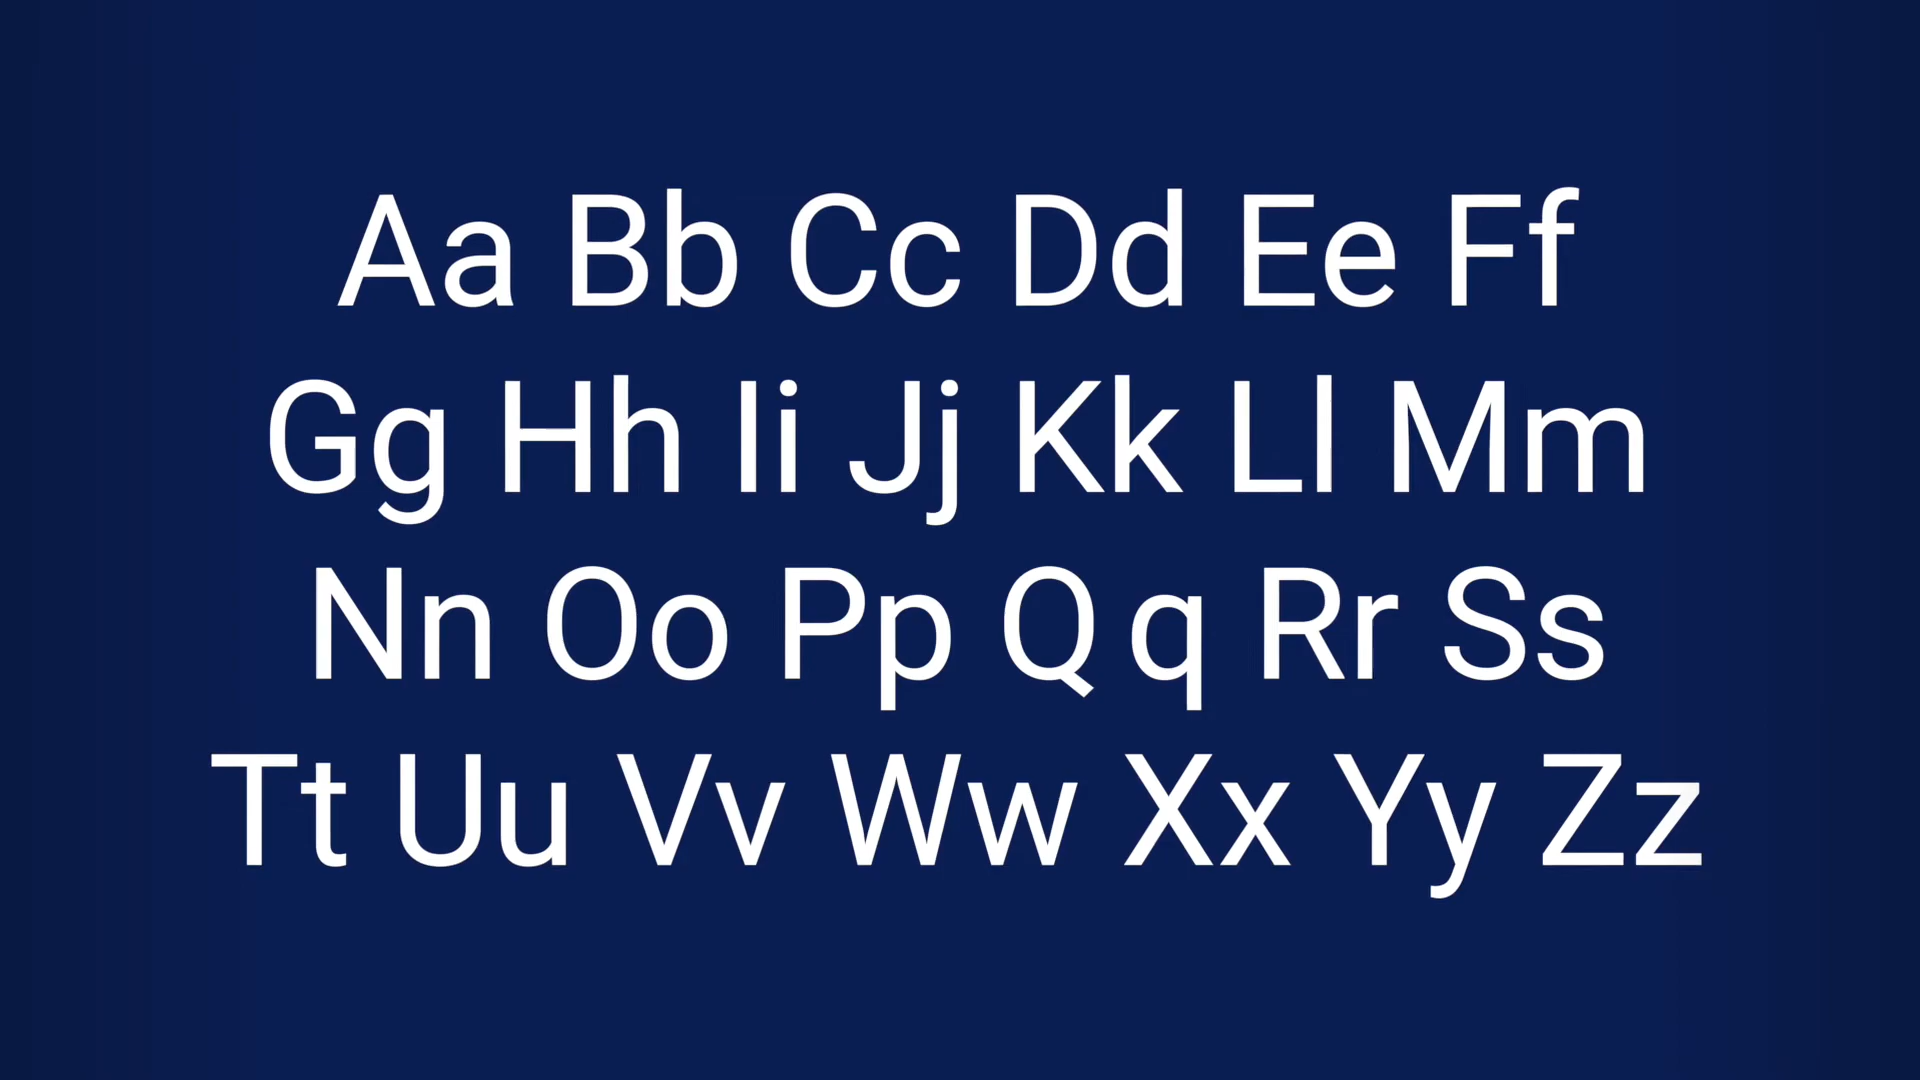 Aa Bb Cc Dd Ee Ff
Gg Hh Ii Jj Kk Ll Mm
Nn Oo Pp Qq Rr Ss
Tt Uu Vv Ww Xx Yy Zz